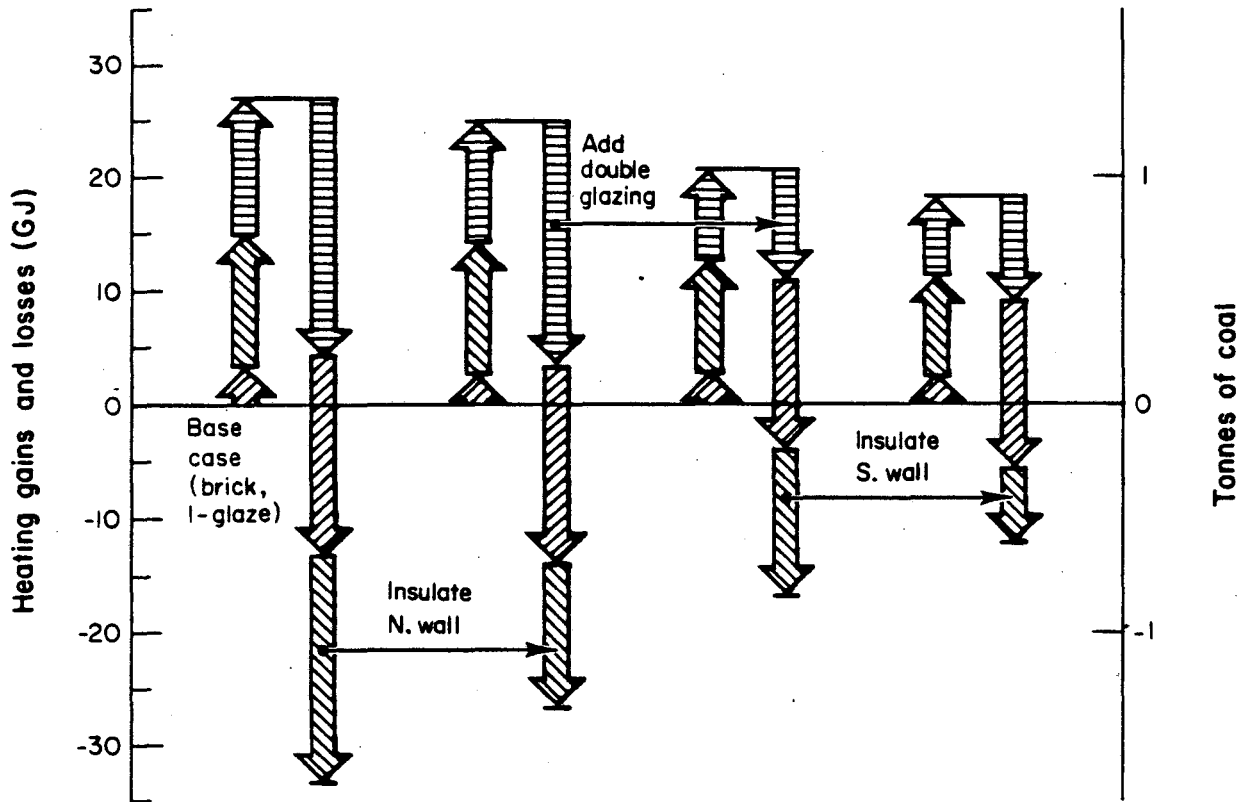 Heating gains and losses (GJ)
30
20
10
0
-10
-20
-30
Base
case
(brick,
1-glaze)
Insulate
N. wall
Add
double
glazing
Insulate
S. wall
1
0
-1
Tonnes of coal